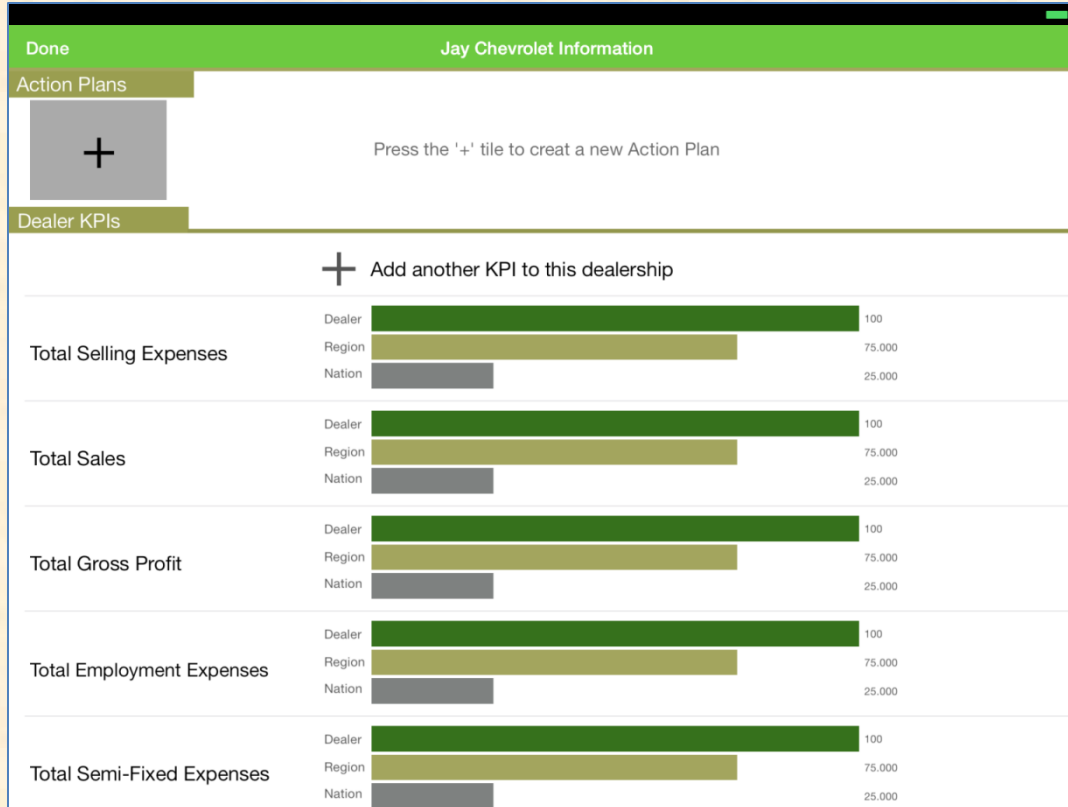 Done
Jay Chevrolet Information
Action Plans
+
Press the '+' tile to creat a new Action Plan
Dealer KPIs
+ Add another KPI to this dealership
Total Selling Expenses
Dealer 100
Region 75.000
Nation 25.000
Total Sales
Dealer 100
Region 75.000
Nation 25.000
Total Gross Profit
Dealer 100
Region 75.000
Nation 25.000
Total Employment Expenses
Dealer 100
Region 75.000
Nation 25.000
Total Semi-Fixed Expenses
Dealer 100
Region 75.000
Nation 25.000